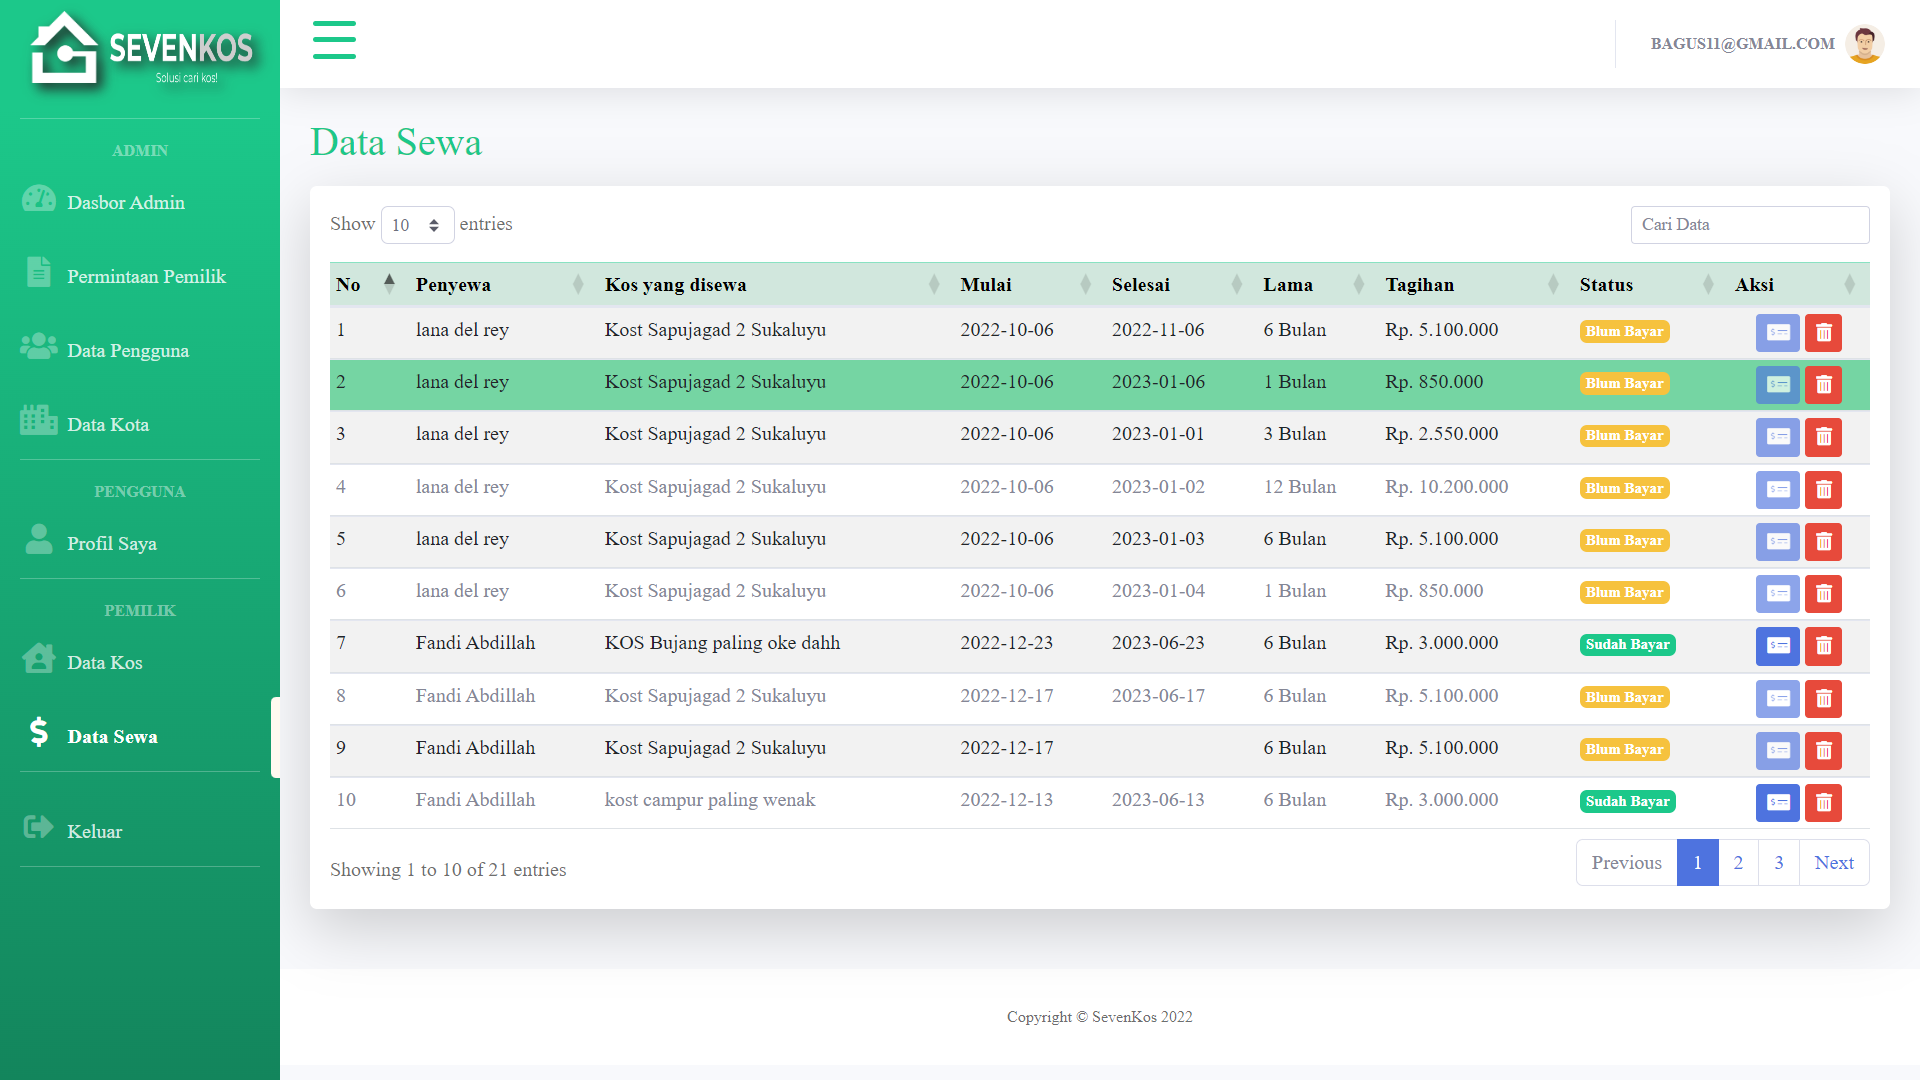 SEVENKOS
Solusi cari kos!
BAGUS11@GMAIL.COM
ADMIN
Dasbor Admin
Permintaan Pemilik
Data Pengguna
Data Kota
PENGGUNA
Profil Saya
PEMILIK
Data Kos
Data Sewa
Keluar
Data Sewa
Show 10 entries
Cari Data
No Penyewa Kos yang disewa Mulai Selesai Lama Tagihan Status Aksi
1 lana del rey Kost Sapujagad 2 Sukaluyu 2022-10-06 2022-11-06 6 Bulan Rp. 5.100.000 Blum Bayar
2 lana del rey Kost Sapujagad 2 Sukaluyu 2022-10-06 2023-01-06 1 Bulan Rp. 850.000 Blum Bayar
3 lana del rey Kost Sapujagad 2 Sukaluyu 2022-10-06 2023-01-01 3 Bulan Rp. 2.550.000 Blum Bayar
4 lana del rey Kost Sapujagad 2 Sukaluyu 2022-10-06 2023-01-02 12 Bulan Rp. 10.200.000 Blum Bayar
5 lana del rey Kost Sapujagad 2 Sukaluyu 2022-10-06 2023-01-03 6 Bulan Rp. 5.100.000 Blum Bayar
6 lana del rey Kost Sapujagad 2 Sukaluyu 2022-10-06 2023-01-04 1 Bulan Rp. 850.000 Blum Bayar
7 Fandi Abdillah KOS Bujang paling oke dahh 2022-12-23 2023-06-23 6 Bulan Rp. 3.000.000 Sudah Bayar
8 Fandi Abdillah Kost Sapujagad 2 Sukaluyu 2022-12-17 2023-06-17 6 Bulan Rp. 5.100.000 Blum Bayar
9 Fandi Abdillah Kost Sapujagad 2 Sukaluyu 2022-12-17 6 Bulan Rp. 5.100.000 Blum Bayar
10 Fandi Abdillah kost campur paling wenak 2022-12-13 2023-06-13 6 Bulan Rp. 3.000.000 Sudah Bayar
Showing 1 to 10 of 21 entries
Previous 1 2 3 Next
Copyright © SevenKos 2022